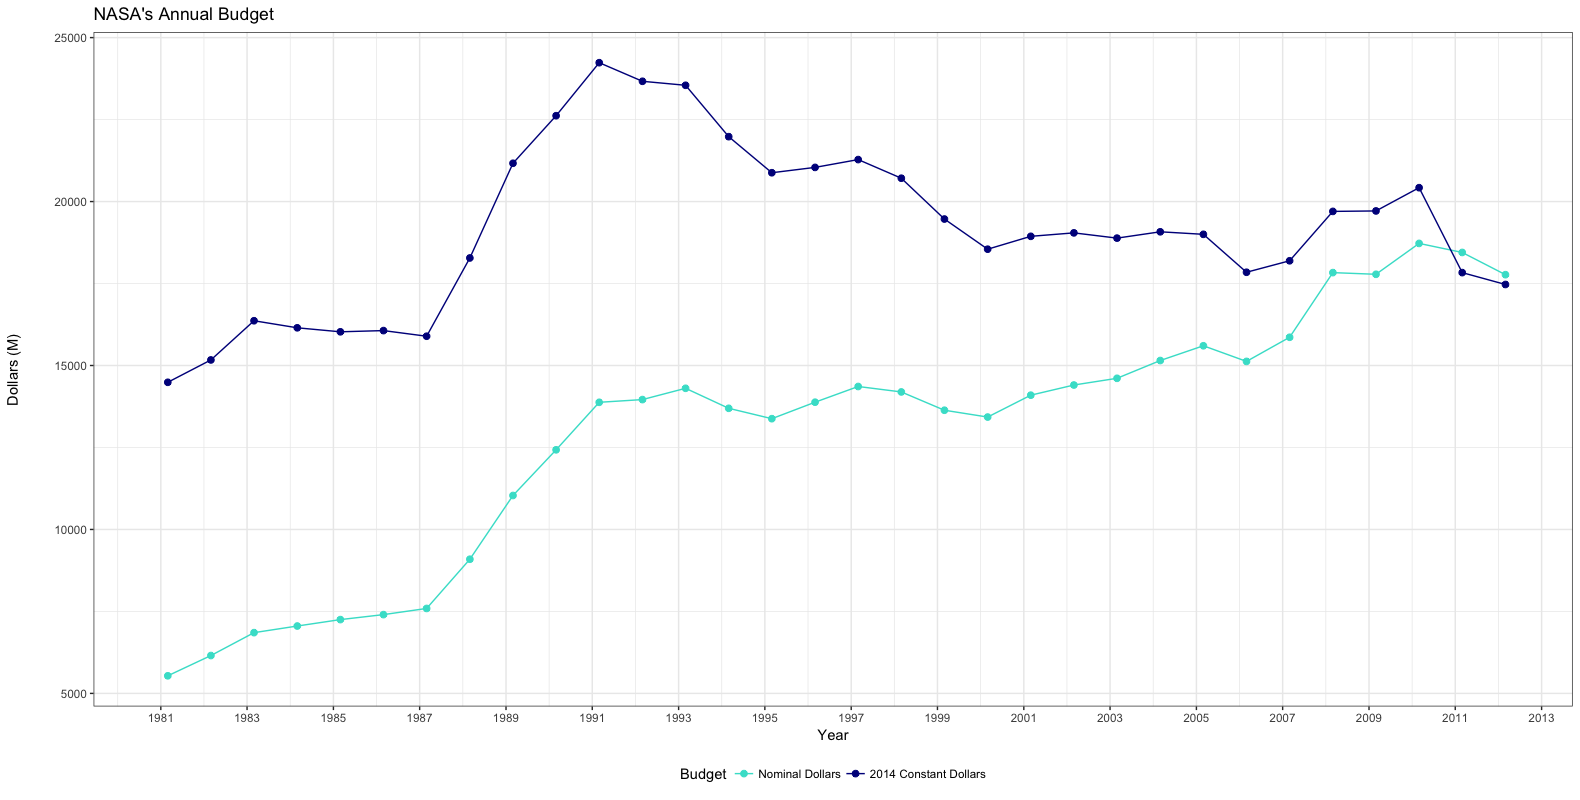 NASA's Annual Budget
Dollars (M)
25000
20000
15000
10000
5000
1981 1983 1985 1987 1989 1991 1993 1995 1997 1999 2001 2003 2005 2007 2009 2011 2013
Year
Budget Nominal Dollars 2014 Constant Dollars